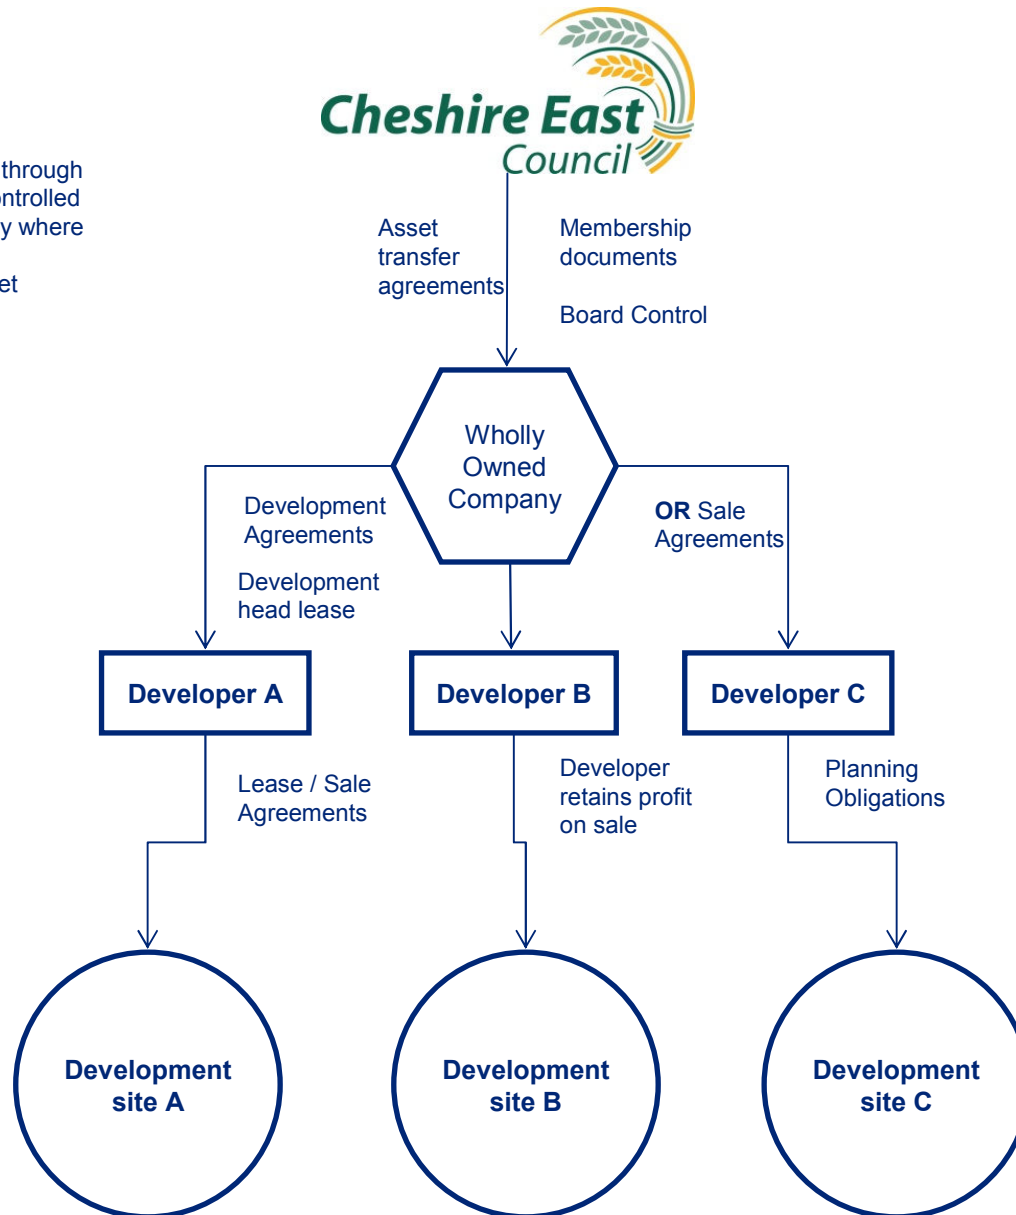 Cheshire East
Council
through
ntrolled
y where
et
Asset
transfer
agreements
Membership
documents
Board Control
Wholly
Owned
Company
Development
Agreements
Development
head lease
OR Sale
Agreements
Developer A
Developer B
Developer C
Lease / Sale
Agreements
Developer
retains profit
on sale
Planning
Obligations
Development
site A
Development
site B
Development
site C